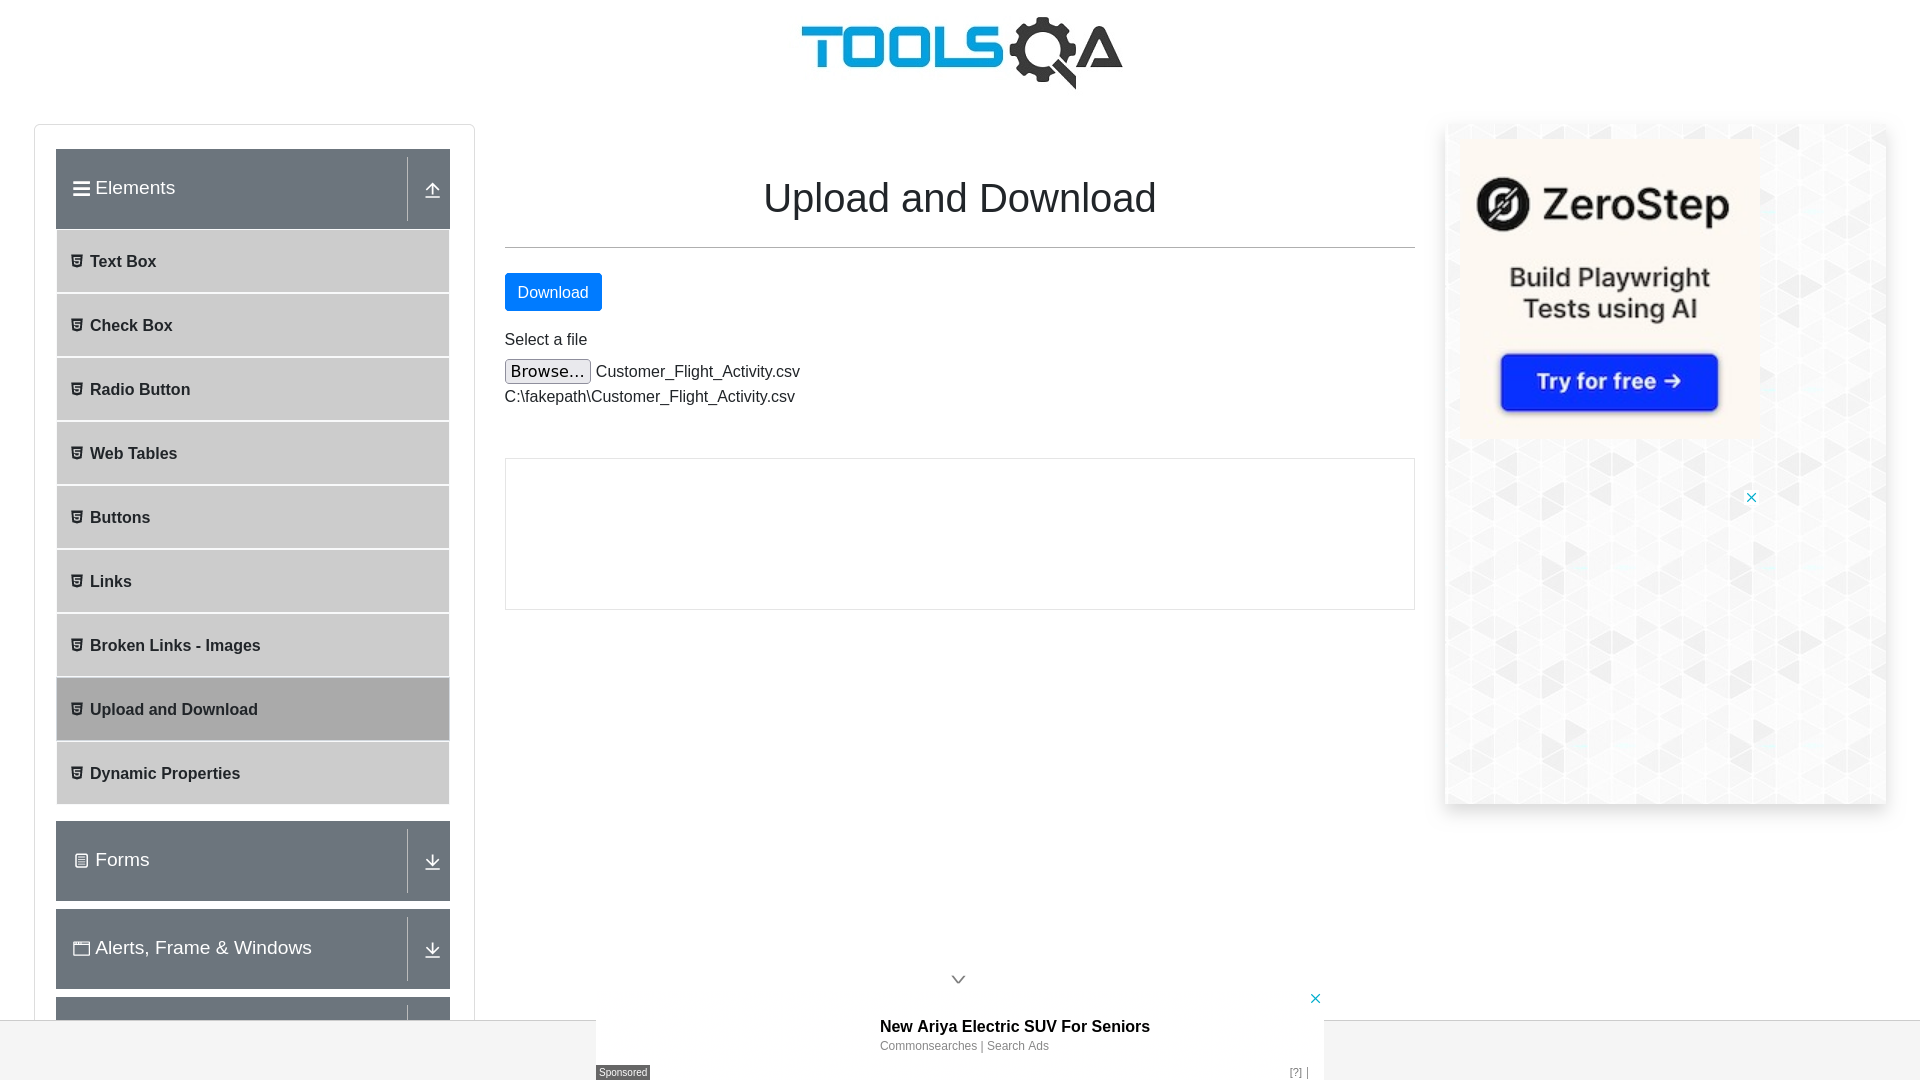 TOOLSQA
Elements
Text Box
Check Box
Radio Button
Web Tables
Buttons
Links
Broken Links - Images
Upload and Download
Dynamic Properties
Forms
Alerts, Frame & Windows
Upload and Download
Download
Select a file
Browse... Customer_Flight_Activity.csv
C:\fakepath\Customer_Flight_Activity.csv
ZeroStep
Build Playwright
Tests using AI
Try for free →
New Ariya Electric SUV For Seniors
Commonsearches | Search Ads
Sponsored
[?] |